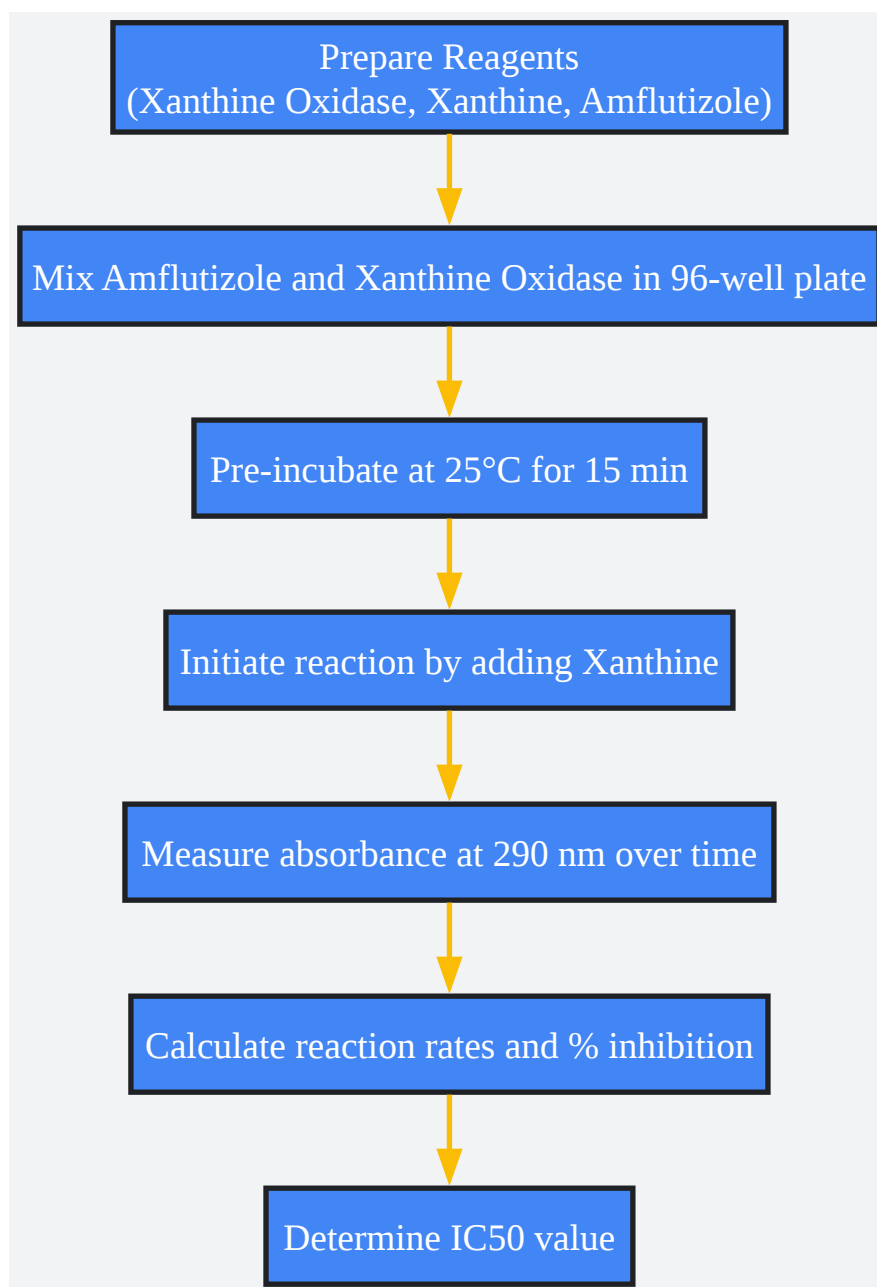 Prepare Reagents
(Xanthine Oxidase, Xanthine, Amflutizole)
Mix Amflutizole and Xanthine Oxidase in 96-well plate
Pre-incubate at 25°C for 15 min
Initiate reaction by adding Xanthine
Measure absorbance at 290 nm over time
Calculate reaction rates and % inhibition
Determine IC50 value